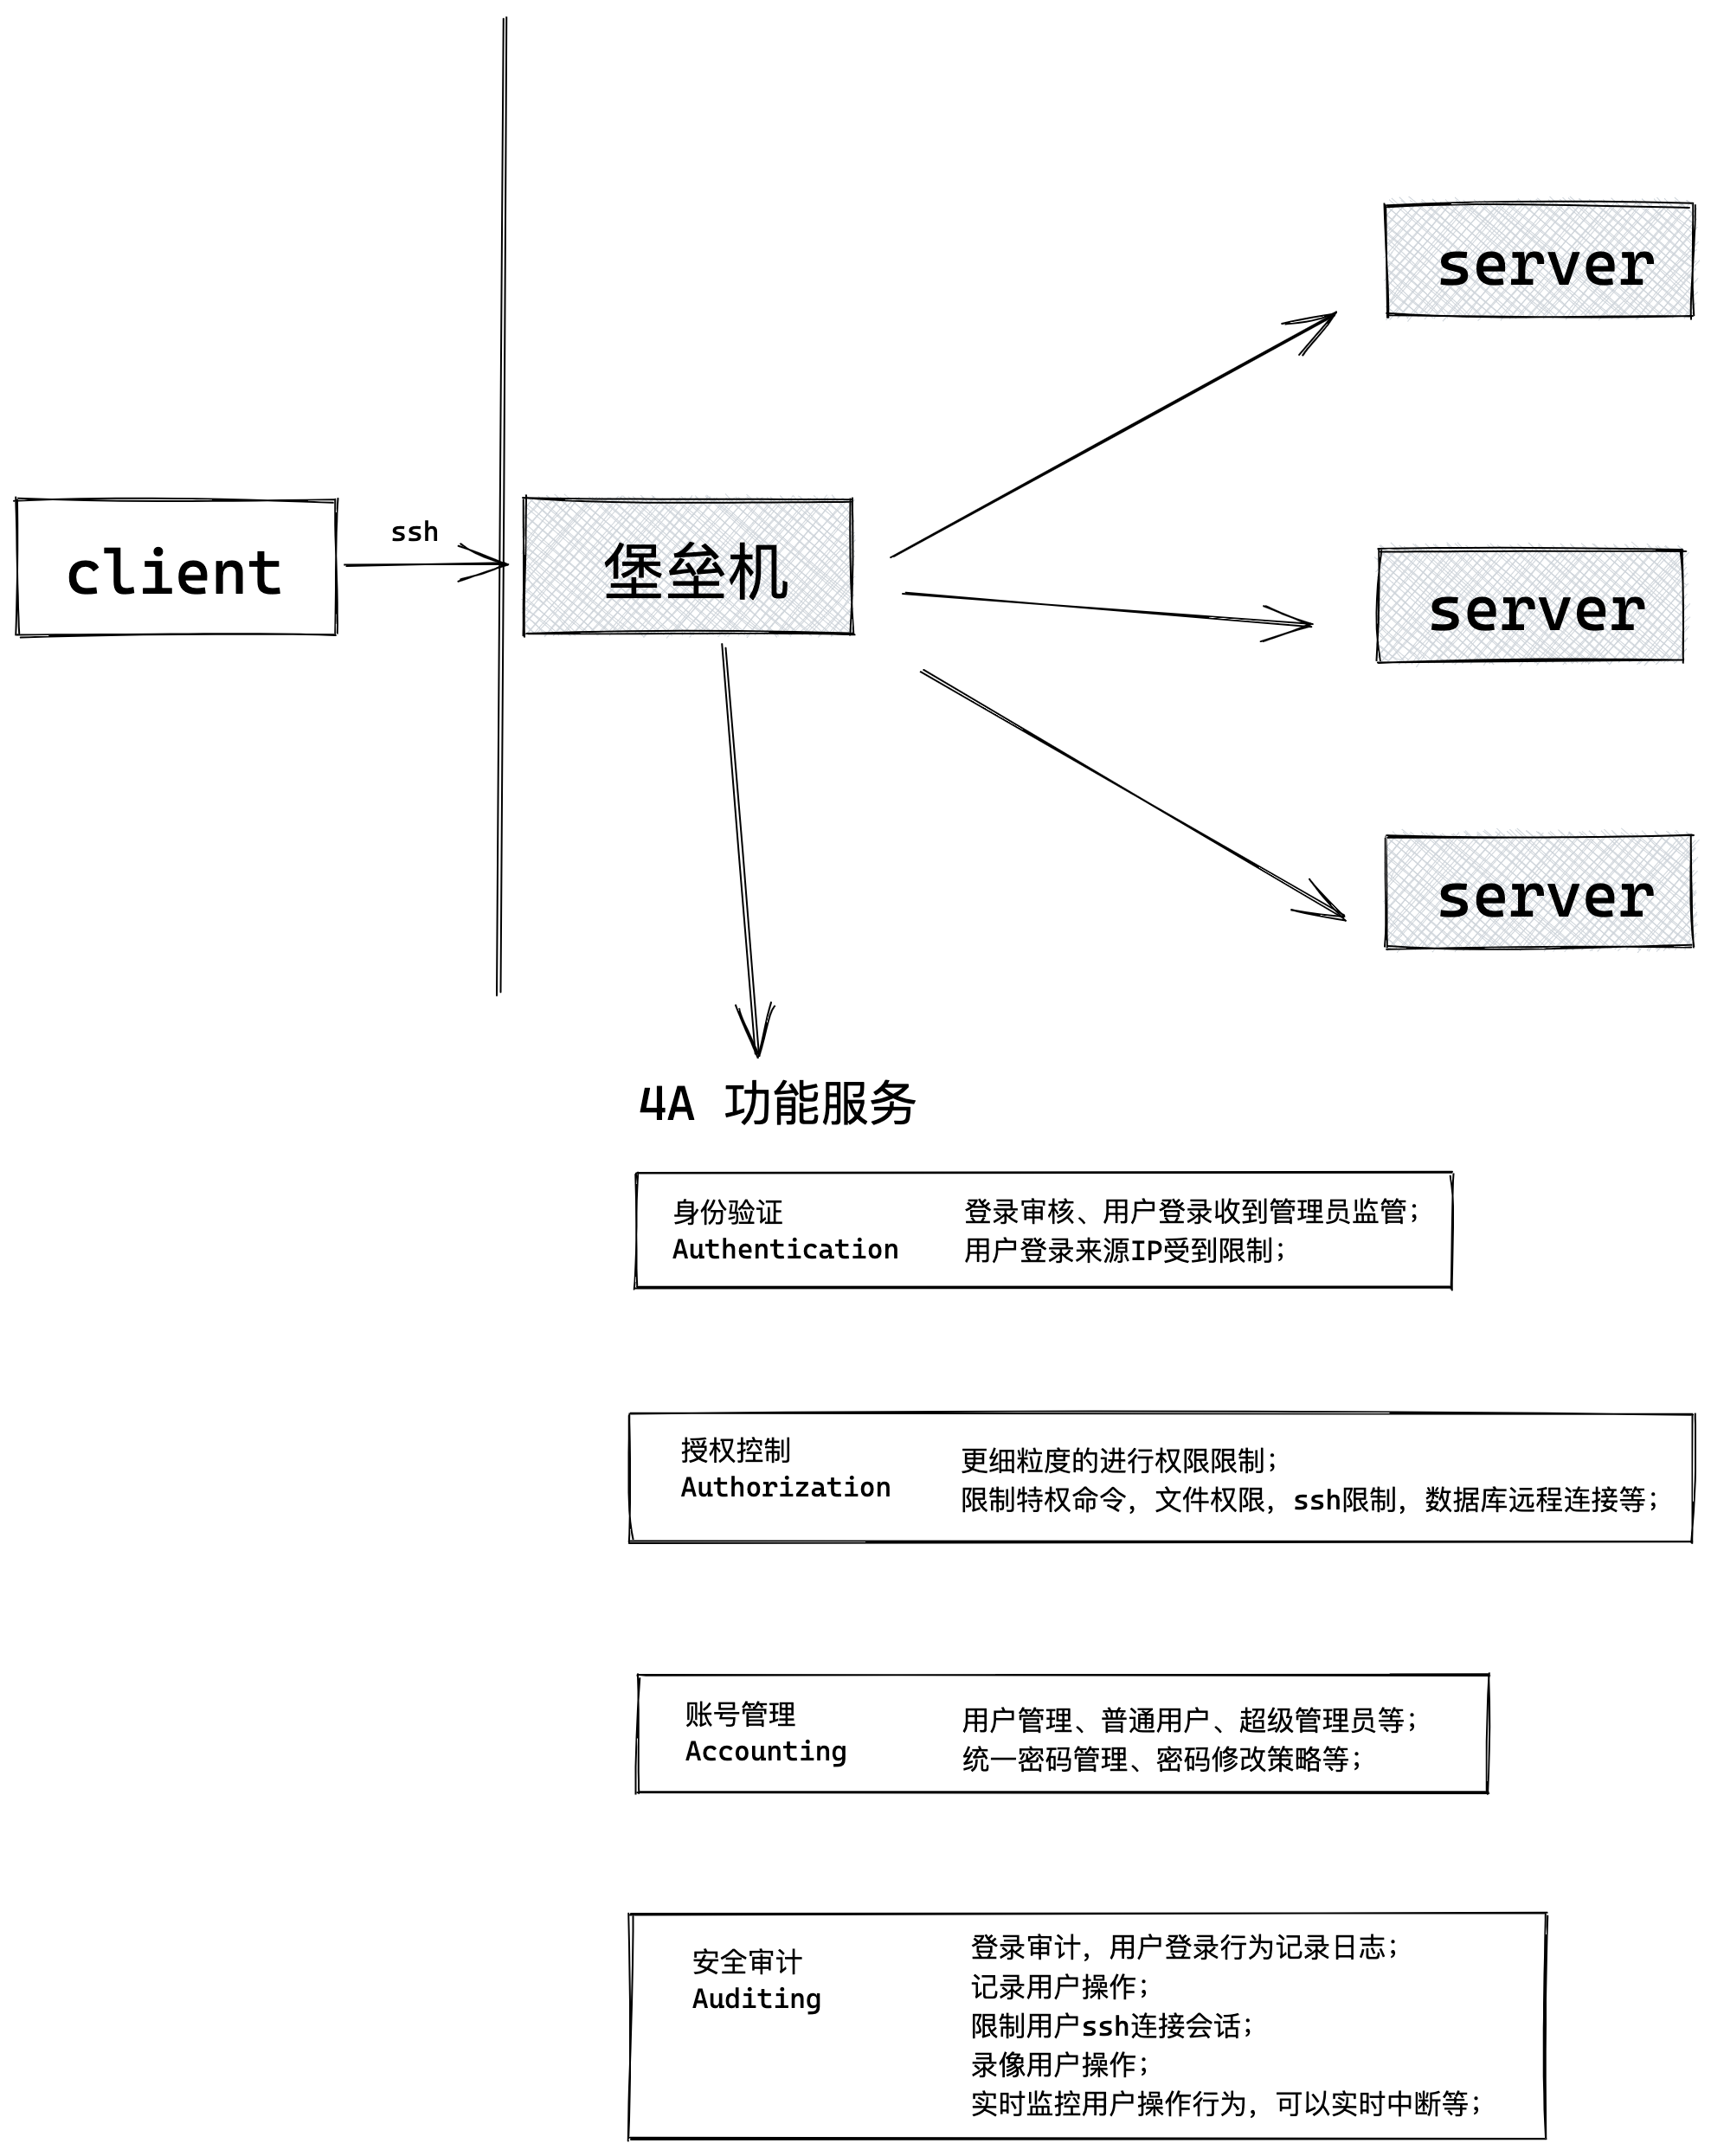 server
ssh
client
堡垒机
server
server
4A 功能服务
身份验证
Authentication
登录审核、用户登录收到管理员监管；
用户登录来源IP受到限制；
授权控制
Authorization
更细粒度的进行权限限制；
限制特权命令，文件权限，ssh限制，数据库远程连接等；
账号管理
Accounting
用户管理、普通用户、超级管理员等；
统一密码管理、密码修改策略等；
安全审计
Auditing
登录审计，用户登录行为记录日志；
记录用户操作；
限制用户ssh连接会话；
录像用户操作；
实时监控用户操作行为，可以实时中断等；